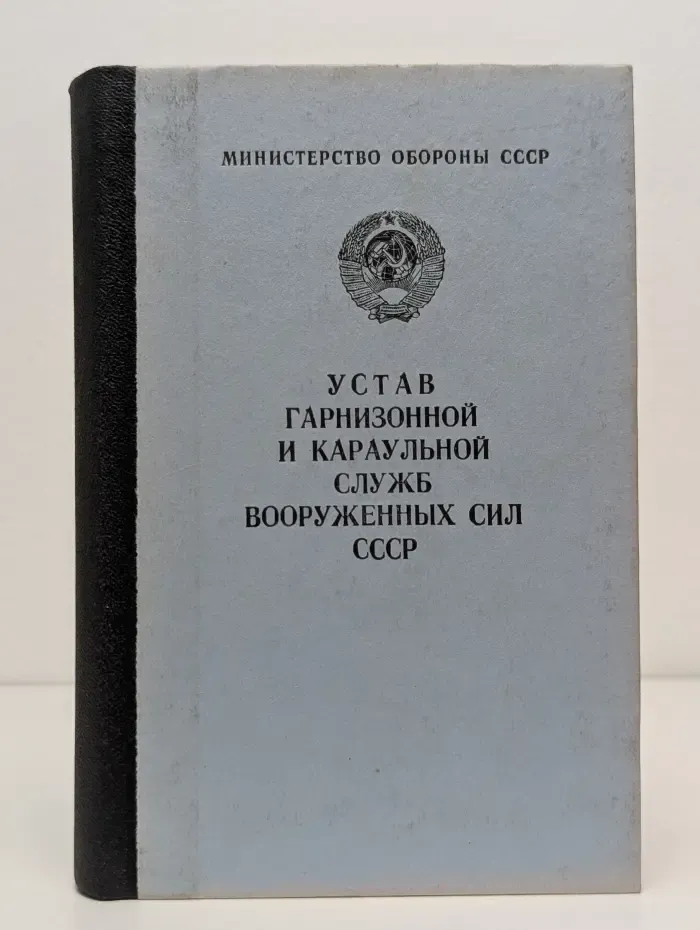 МИНИСТЕРСТВО ОБОРОНЫ СССР
УСТАВ
ГАРНИЗОННОЙ
И КАРАУЛЬНОЙ
СЛУЖБ
ВООРУЖЕННЫХ СИЛ
СССР